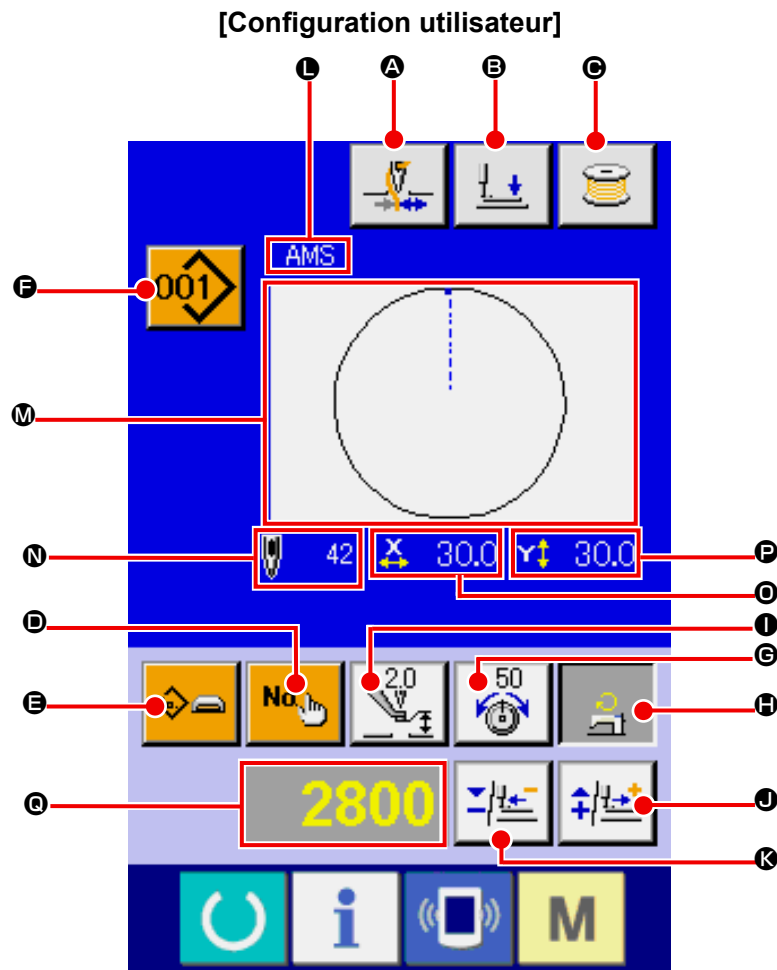 [Configuration utilisateur]
L A B C
AMS
F 001
M
N 42 X 30.0 Y 30.0 P
O
D I
2.0 50 G
E No. H
Q 2800 J
K
i M